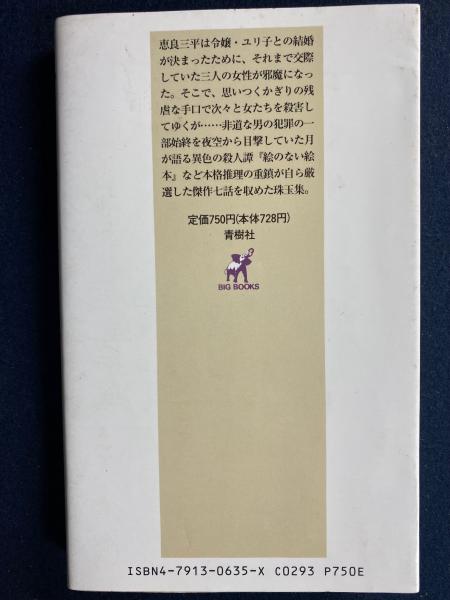 恵良三平は令嬢・ユリ子との結婚
が決まったために、それまで交際
していた三人の女性が邪魔になっ
た。そこで、思いつくかぎりの残
虐な手口で次々と女たちを殺害し
てゆくが……非道な男の犯罪の一
部始終を夜空から目撃していた月
が語る異色の殺人譚『絵のない絵
本』など本格推理の重鎮が自ら厳
選した傑作七話を収めた珠玉集。
定価750円(本体728円)
青樹社
BIG BOOKS
ISBN4-7913-0635-X C0293 P750E